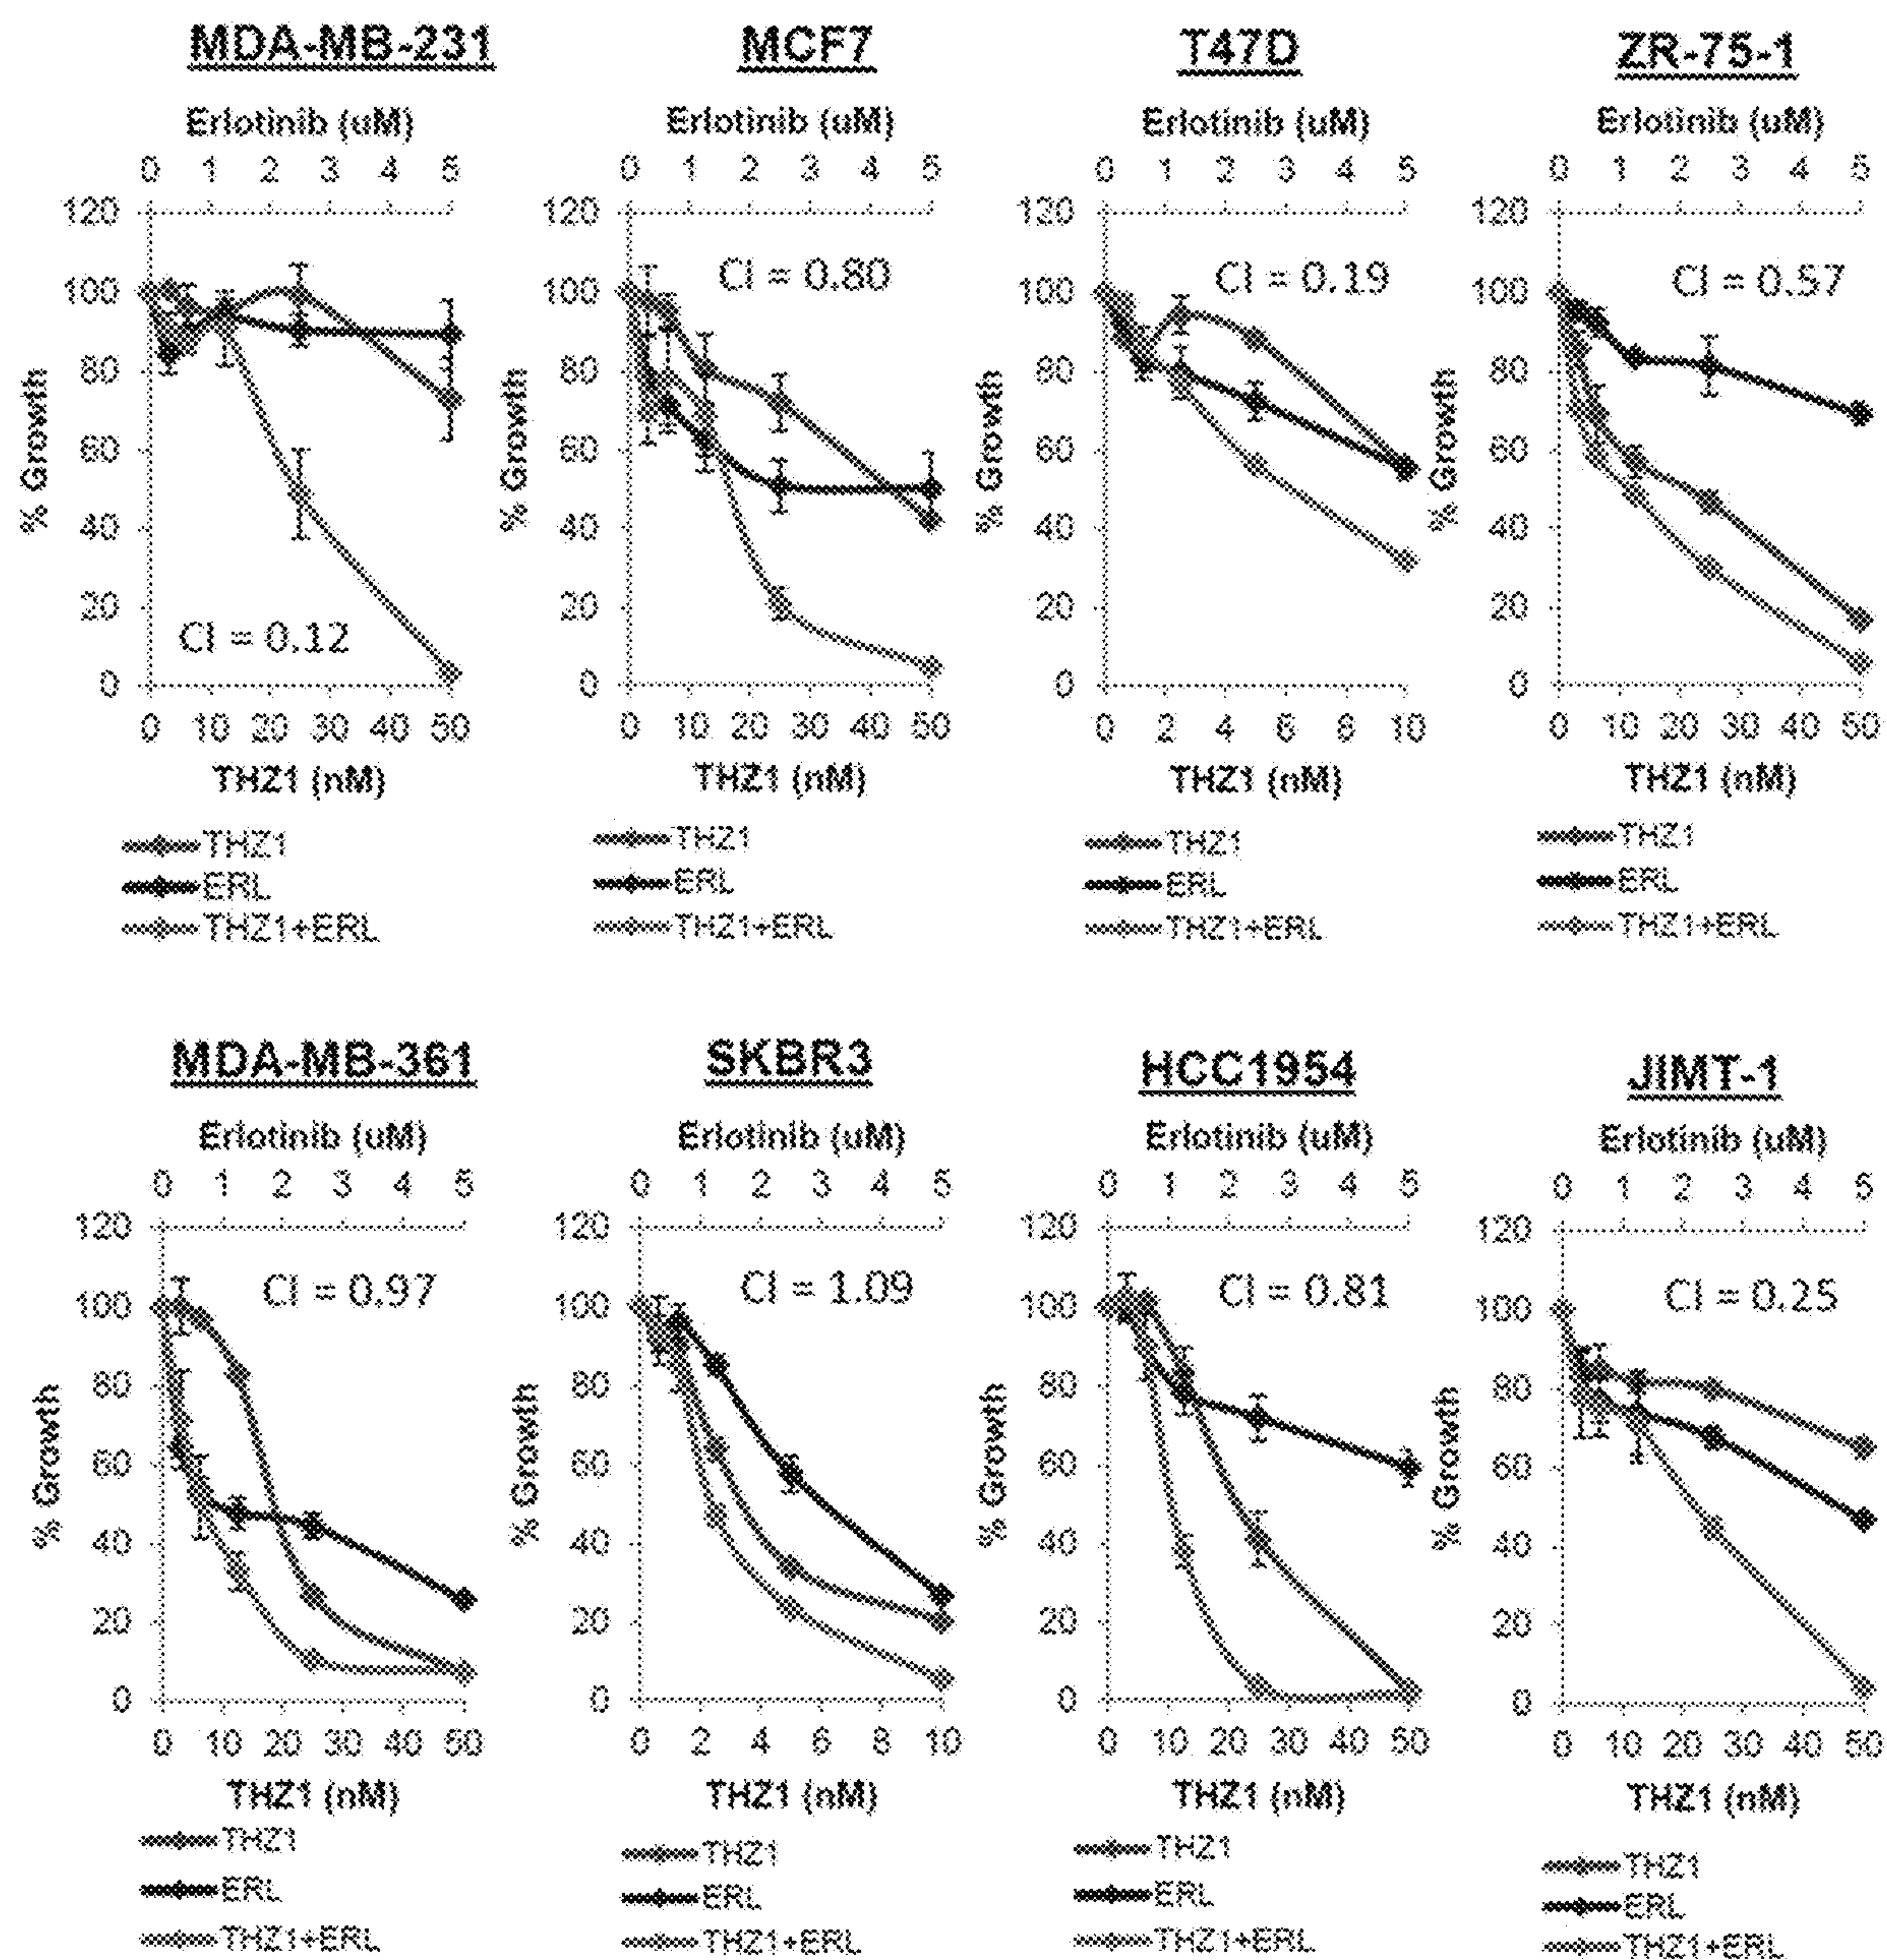 MDA-MB-231
Erlotinib (uM)
0 1 2 3 4 5
120
100
80
60
40
20
0
% Growth
CI = 0.12
0 10 20 30 40 50
THZ1 (nM)
THZ1
ERL
THZ1+ERL
MCF7
Erlotinib (uM)
0 1 2 3 4 5
120
100
80
60
40
20
0
% Growth
CI = 0.80
0 10 20 30 40 50
THZ1 (nM)
THZ1
ERL
THZ1+ERL
T47D
Erlotinib (uM)
0 1 2 3 4 5
120
100
80
60
40
20
0
% Growth
CI = 0.19
0 2 4 6 8 10
THZ1 (nM)
THZ1
ERL
THZ1+ERL
ZR-75-1
Erlotinib (uM)
0 1 2 3 4 5
120
100
80
60
40
20
0
% Growth
CI = 0.57
0 10 20 30 40 50
THZ1 (nM)
THZ1
ERL
THZ1+ERL
MDA-MB-361
Erlotinib (uM)
0 1 2 3 4 5
120
100
80
60
40
20
0
% Growth
CI = 0.97
0 10 20 30 40 50
THZ1 (nM)
THZ1
ERL
THZ1+ERL
SKBR3
Erlotinib (uM)
0 1 2 3 4 5
120
100
80
60
40
20
0
% Growth
CI = 1.09
0 2 4 6 8 10
THZ1 (nM)
THZ1
ERL
THZ1+ERL
HCC1954
Erlotinib (uM)
0 1 2 3 4 5
120
100
80
60
40
20
0
% Growth
CI = 0.81
0 10 20 30 40 50
THZ1 (nM)
THZ1
ERL
THZ1+ERL
JIMT-1
Erlotinib (uM)
0 1 2 3 4 5
120
100
80
60
40
20
0
% Growth
CI = 0.25
0 10 20 30 40 50
THZ1 (nM)
THZ1
ERL
THZ1+ERL